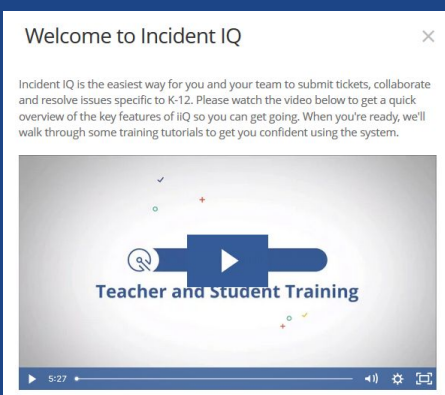 Welcome to Incident IQ
Incident IQ is the easiest way for you and your team to submit tickets, collaborate
and resolve issues specific to K-12. Please watch the video below to get a quick
overview of the key features of iiQ so you can get going. When you're ready, we'll
walk through some training tutorials to get you confident using the system.
Teacher and Student Training
5:27